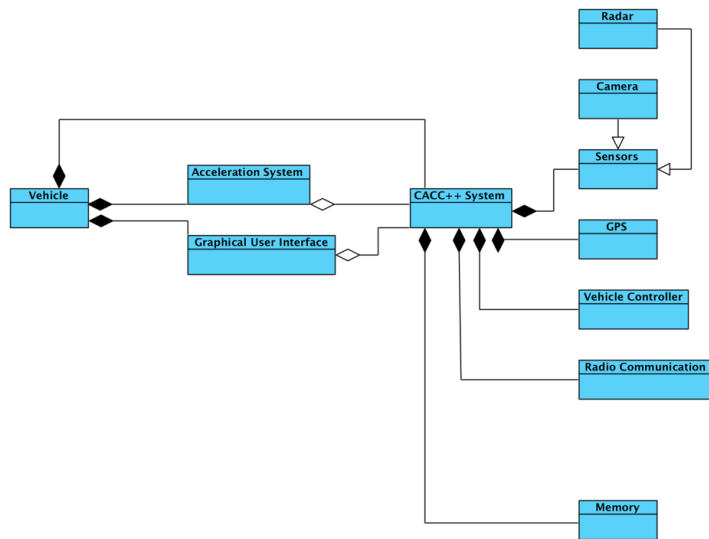 Radar
Camera
Sensors
Acceleration System
Vehicle
CACC++ System
GPS
Graphical User Interface
Vehicle Controller
Radio Communication
Memory